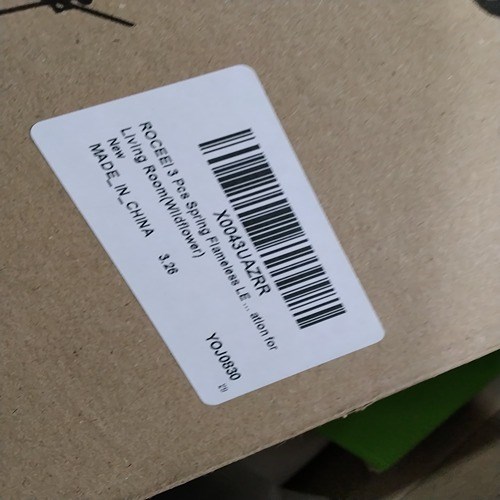 X0043UAZRR
ROCEEI 3 Pcs Spring Flameless LE ... ation for
Living Room(Wildflower)
New
MADE_IN_CHINA 3.26 YOJ0830